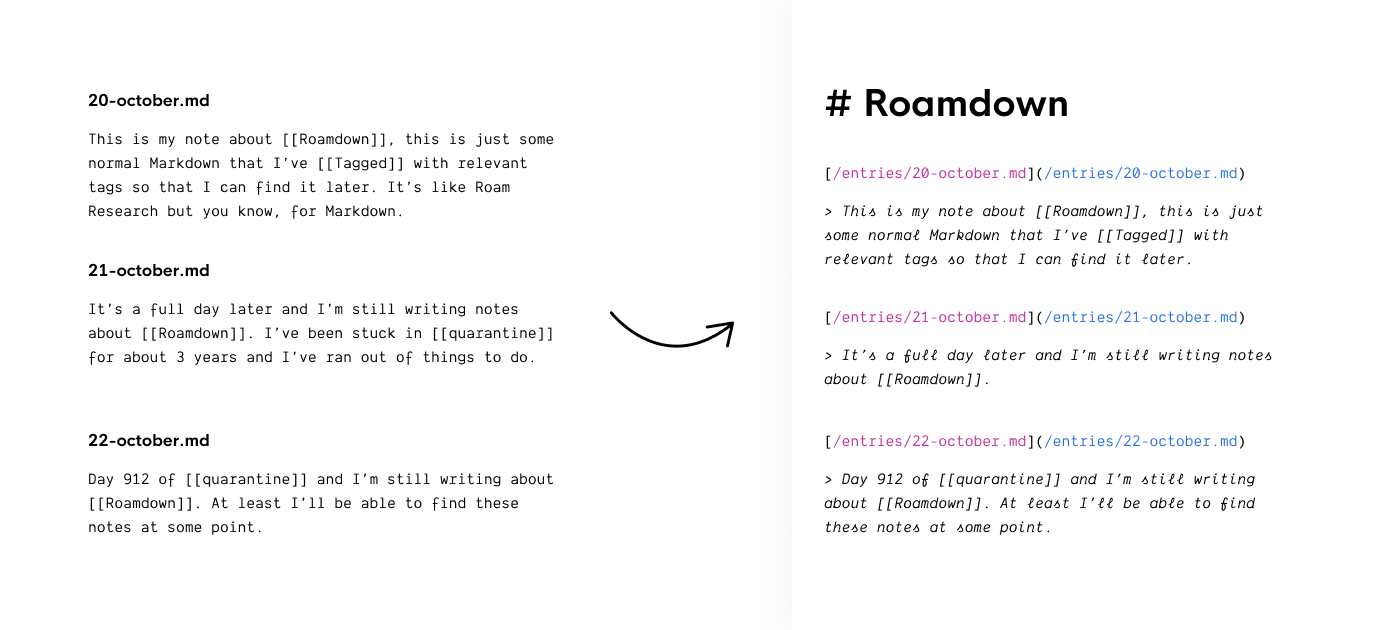 20-october.md
This is my note about [[Roamdown]], this is just some
normal Markdown that I've [[Tagged]] with relevant
tags so that I can find it later. It's like Roam
Research but you know, for Markdown.
21-october.md
It's a full day later and I'm still writing notes
about [[Roamdown]]. I've been stuck in [[quarantine]]
for about 3 years and I've ran out of things to do.
22-october.md
Day 912 of [[quarantine]] and I'm still writing about
[[Roamdown]]. At least I'll be able to find these
notes at some point.
# Roamdown
[/entries/20-october.md](/entries/20-october.md)
> This is my note about [[Roamdown]], this is just
some normal Markdown that I've [[Tagged]] with
relevant tags so that I can find it later.
[/entries/21-october.md](/entries/21-october.md)
> It's a full day later and I'm still writing notes
about [[Roamdown]].
[/entries/22-october.md](/entries/22-october.md)
> Day 912 of [[quarantine]] and I'm still writing
about [[Roamdown]]. At least I'll be able to find
these notes at some point.